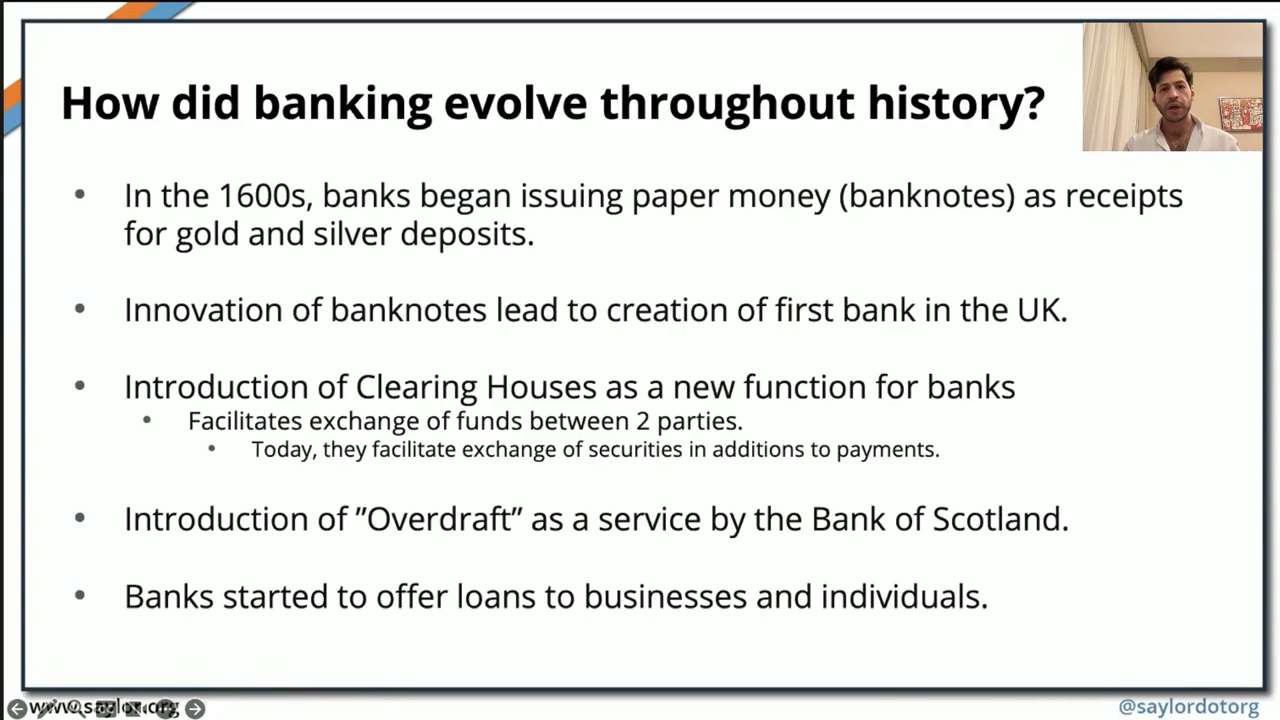 How did banking evolve throughout history?
• In the 1600s, banks began issuing paper money (banknotes) as receipts
for gold and silver deposits.
• Innovation of banknotes lead to creation of first bank in the UK.
• Introduction of Clearing Houses as a new function for banks
• Facilitates exchange of funds between 2 parties.
• Today, they facilitate exchange of securities in additions to payments.
• Introduction of ”Overdraft” as a service by the Bank of Scotland.
• Banks started to offer loans to businesses and individuals.
www.saylor.org
@saylordotorg